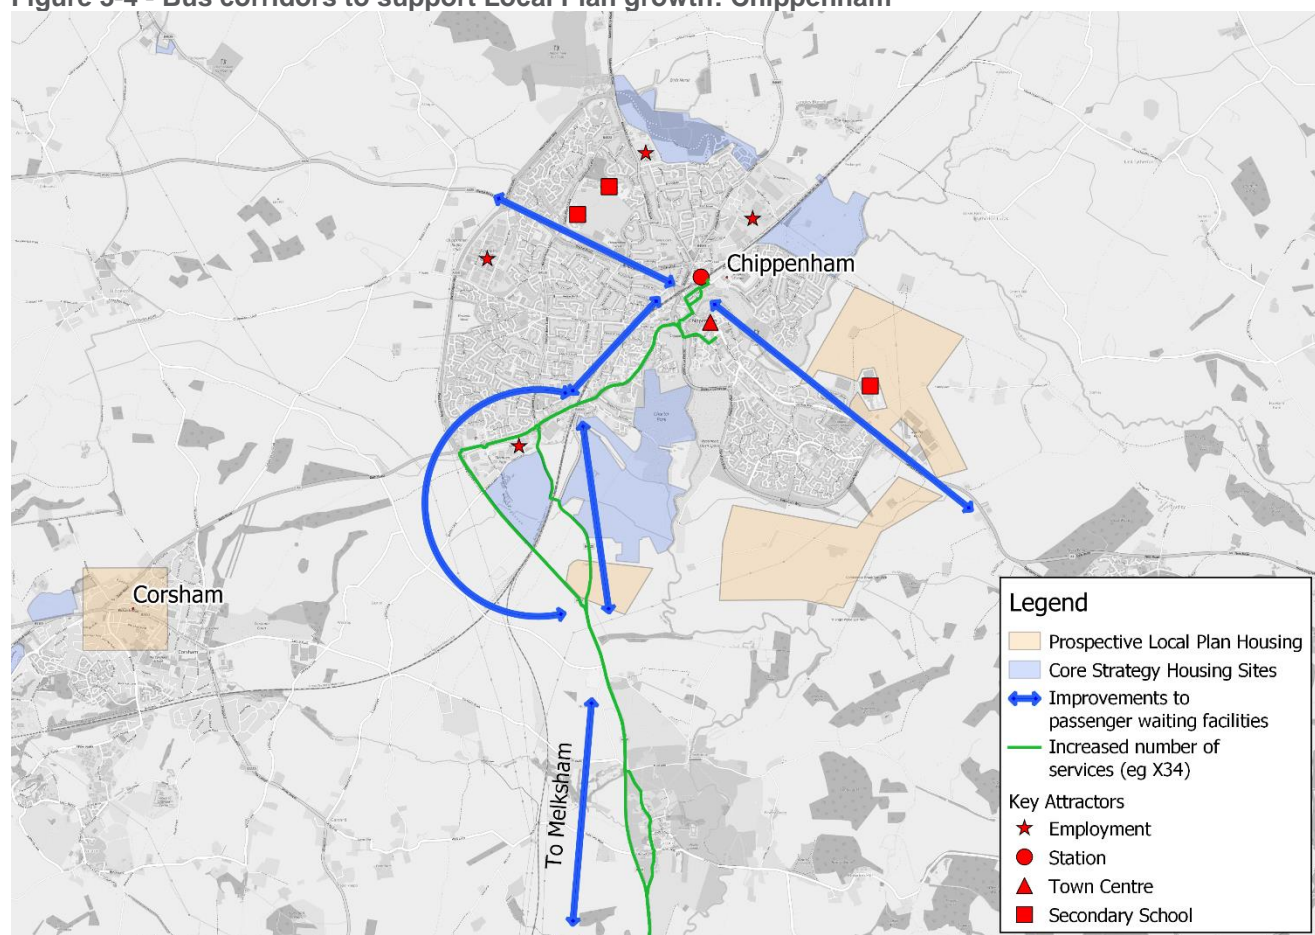 Figure 5-4 - Bus corridors to support Local Plan growth: Chippenham
Chippenham
Corsham
To Melksham
Legend
Prospective Local Plan Housing
Core Strategy Housing Sites
Improvements to
passenger waiting facilities
Increased number of
services (eg X34)
Key Attractors
Employment
Station
Town Centre
Secondary School